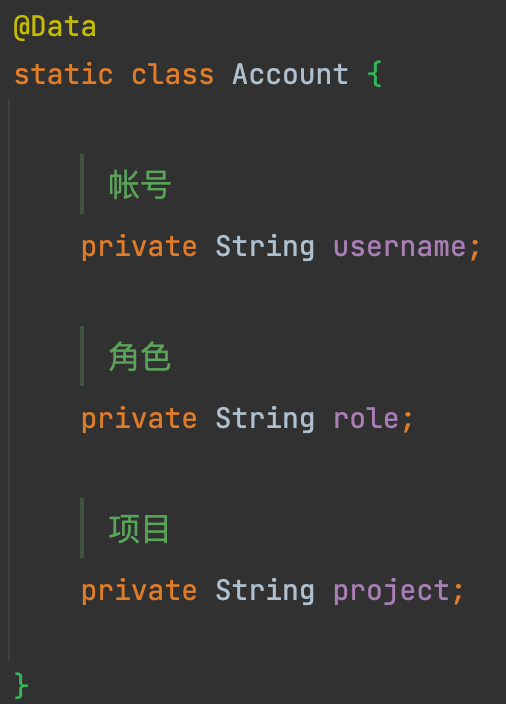 @Data
static class Account {
帐号
private String username;
角色
private String role;
项目
private String project;
}